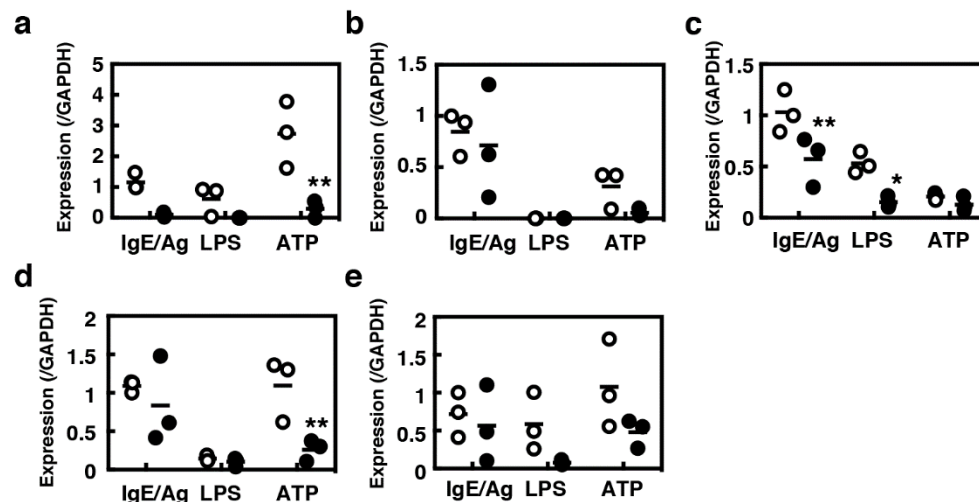 a
Expression (/GAPDH)
5
4
3
2
1
0
**
IgE/Ag LPS ATP
b
Expression (/GAPDH)
1.5
1
0.5
0
IgE/Ag LPS ATP
c
Expression (/GAPDH)
1.5
1
0.5
0
**
*
IgE/Ag LPS ATP
d
Expression (/GAPDH)
2
1.5
1
0.5
0
**
IgE/Ag LPS ATP
e
Expression (/GAPDH)
2
1.5
1
0.5
0
IgE/Ag LPS ATP